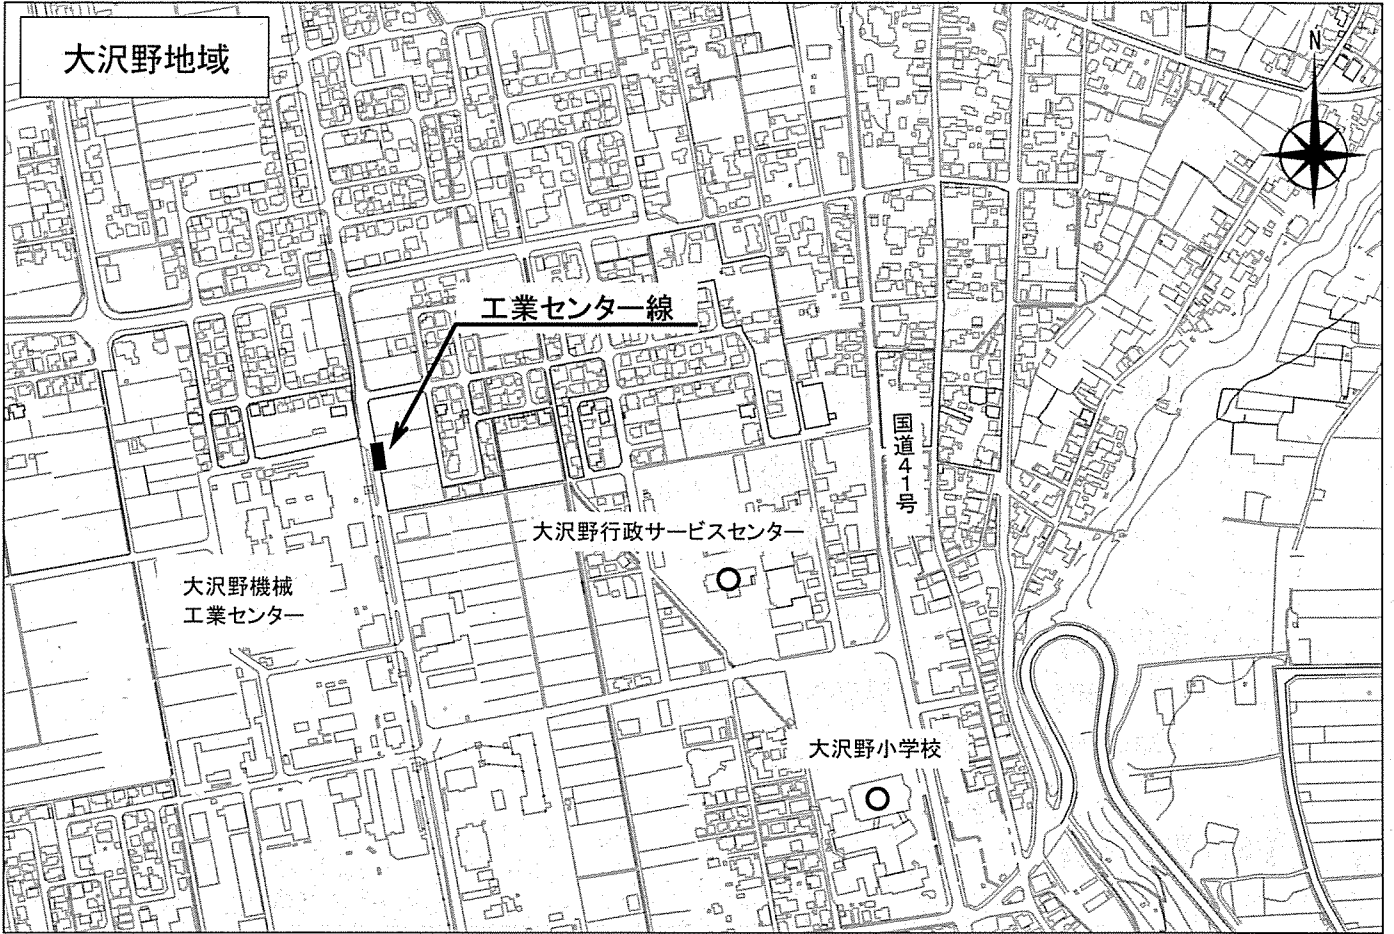 大沢野地域
N
工業センター線
国道41号
大沢野行政サービスセンター
大沢野機械
工業センター
大沢野小学校